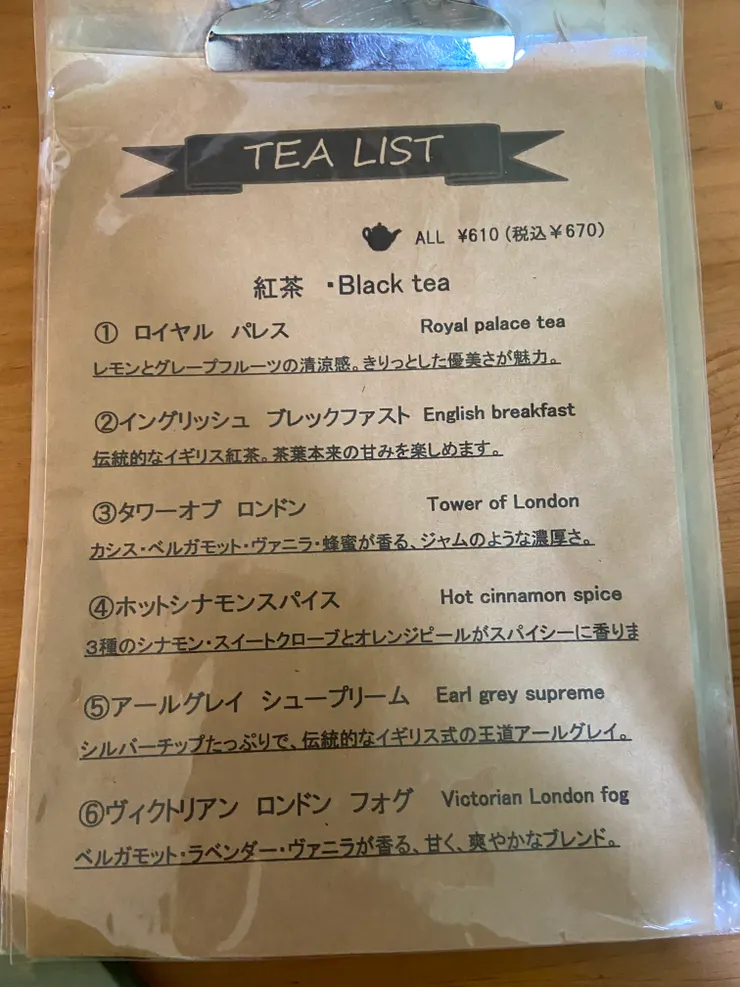 TEA LIST
ALL ¥610(税込¥670)
紅茶 ・Black tea
① ロイヤル パレス Royal palace tea
レモンとグレープフルーツの清涼感。きりっとした優美さが魅力。
②イングリッシュ ブレックファスト English breakfast
伝統的なイギリス紅茶。茶葉本来の甘みを楽しめます。
③タワーオブ ロンドン Tower of London
カシス・ベルガモット・ヴァニラ・蜂蜜が香る、ジャムのような濃厚さ。
④ホットシナモンスパイス Hot cinnamon spice
3種のシナモン・スイートクローブとオレンジピールがスパイシーに香りま
⑤アールグレイ シュープリーム Earl grey supreme
シルバーチップたっぷりで、伝統的なイギリス式の王道アールグレイ。
⑥ヴィクトリアン ロンドン フォグ Victorian London fog
ベルガモット・ラベンダー・ヴァニラが香る、甘く、爽やかなブレンド。